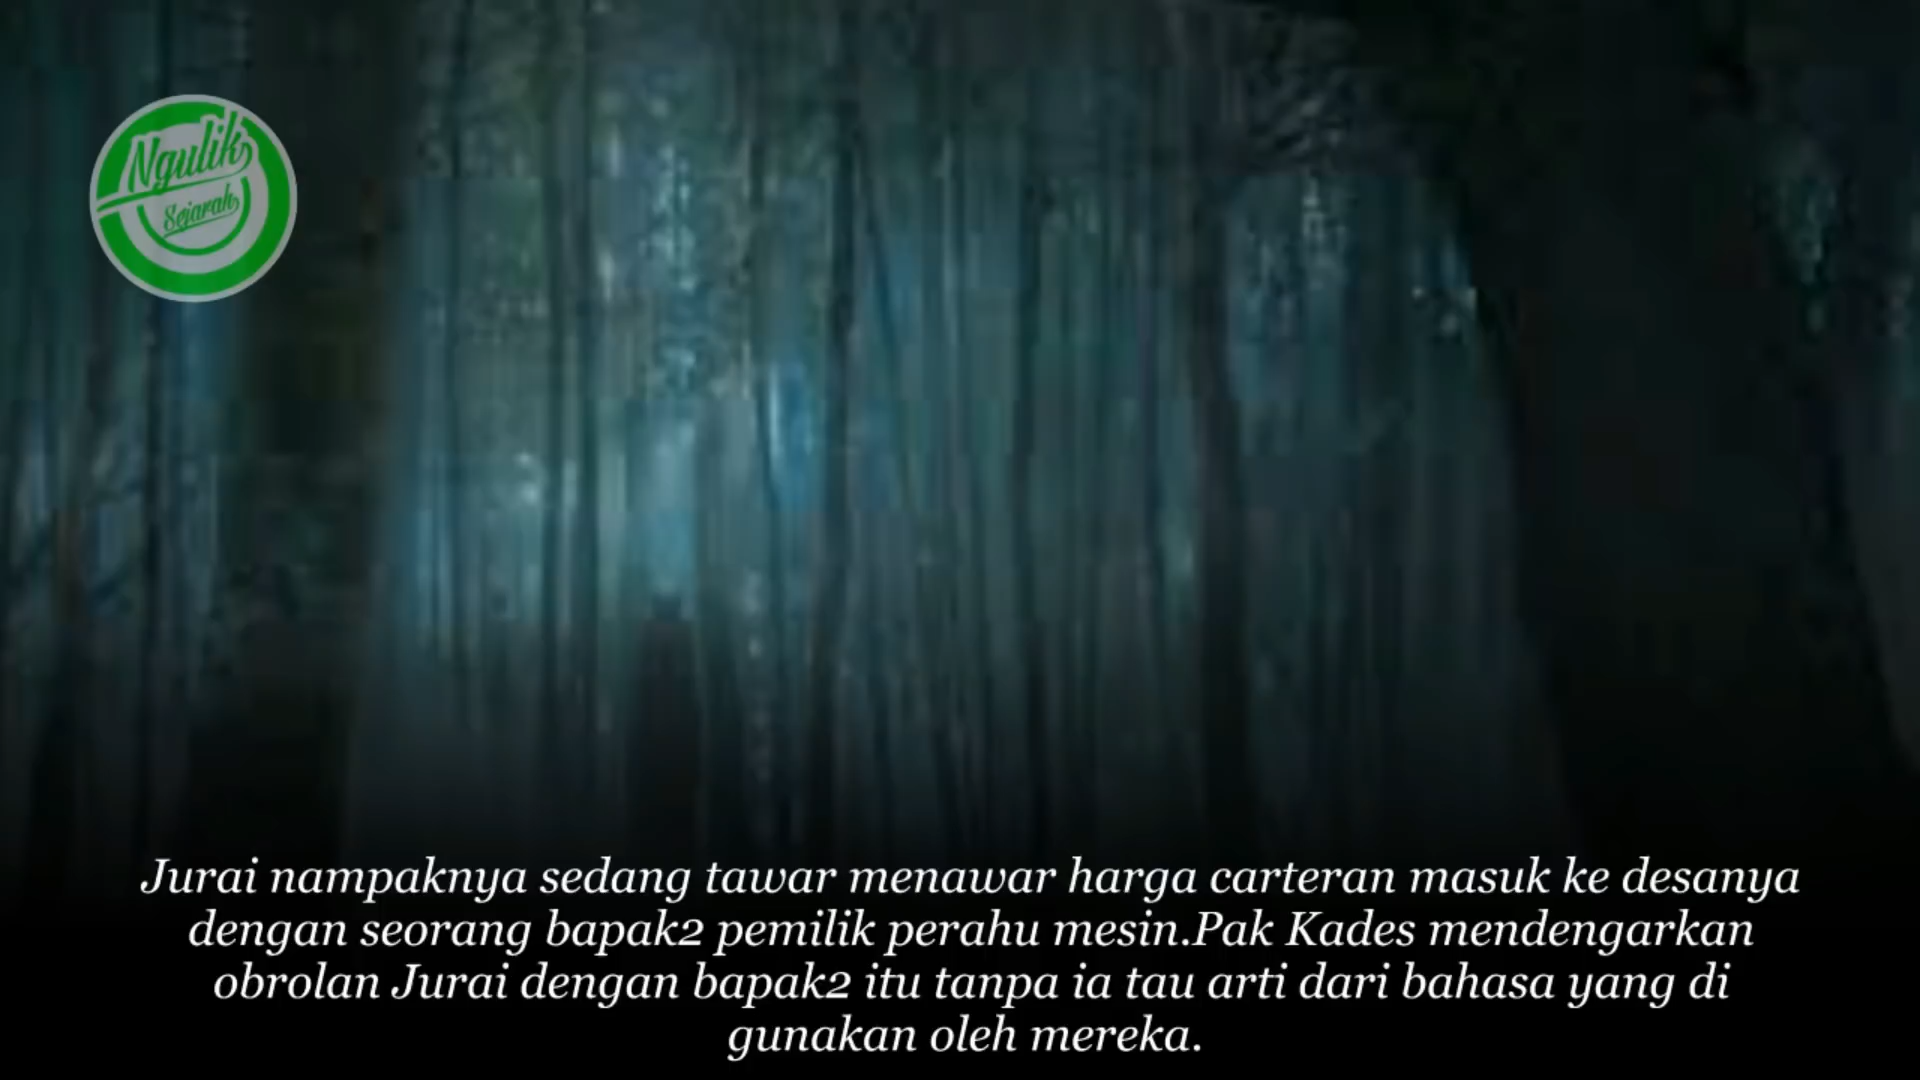 Ngulik
Sejarah
Jurai nampaknya sedang tawar menawar harga carteran masuk ke desanya
dengan seorang bapak2 pemilik perahu mesin.Pak Kades mendengarkan
obrolan Jurai dengan bapak2 itu tanpa ia tau arti dari bahasa yang di
gunakan oleh mereka.